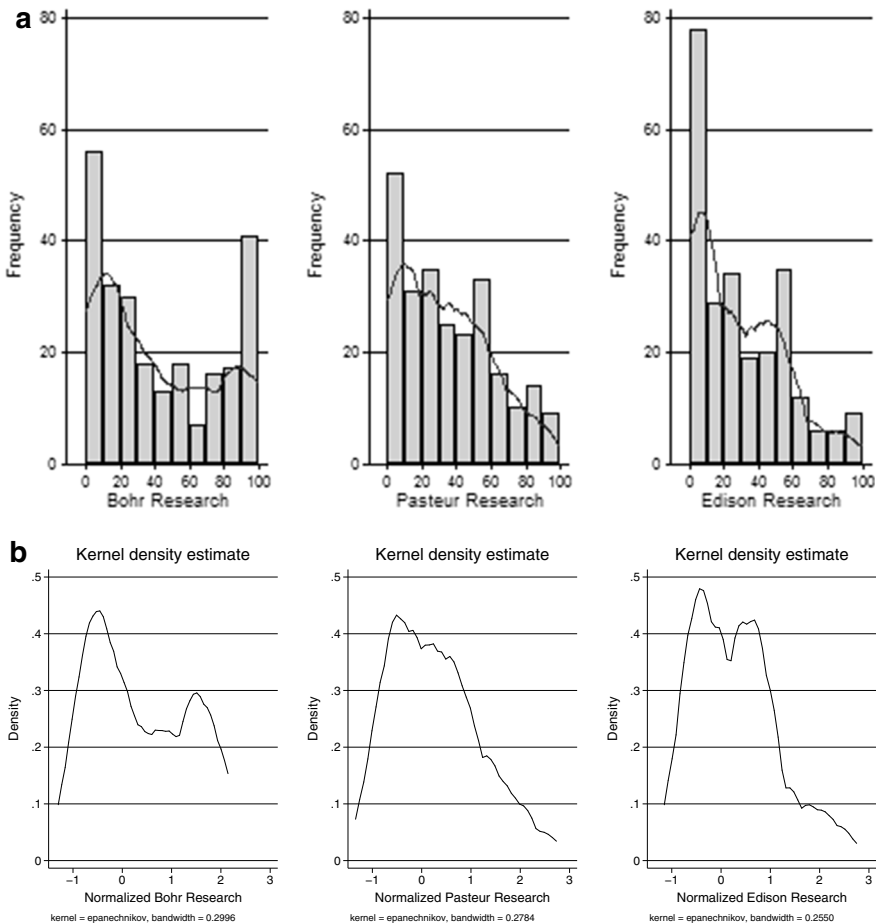 a
80
60
40
20
0
Frequency
0 20 40 60 80 100
Bohr Research
80
60
40
20
0
Frequency
0 20 40 60 80 100
Pasteur Research
80
60
40
20
0
Frequency
0 20 40 60 80 100
Edison Research
b
Kernel density estimate
.5
.4
.3
.2
.1
0
Density
−1 0 1 2 3
Normalized Bohr Research
kernel = epanechnikov, bandwidth = 0.2996
Kernel density estimate
.5
.4
.3
.2
.1
0
Density
−1 0 1 2 3
Normalized Pasteur Research
kernel = epanechnikov, bandwidth = 0.2784
Kernel density estimate
.5
.4
.3
.2
.1
0
Density
−1 0 1 2 3
Normalized Edison Research
kernel = epanechnikov, bandwidth = 0.2550